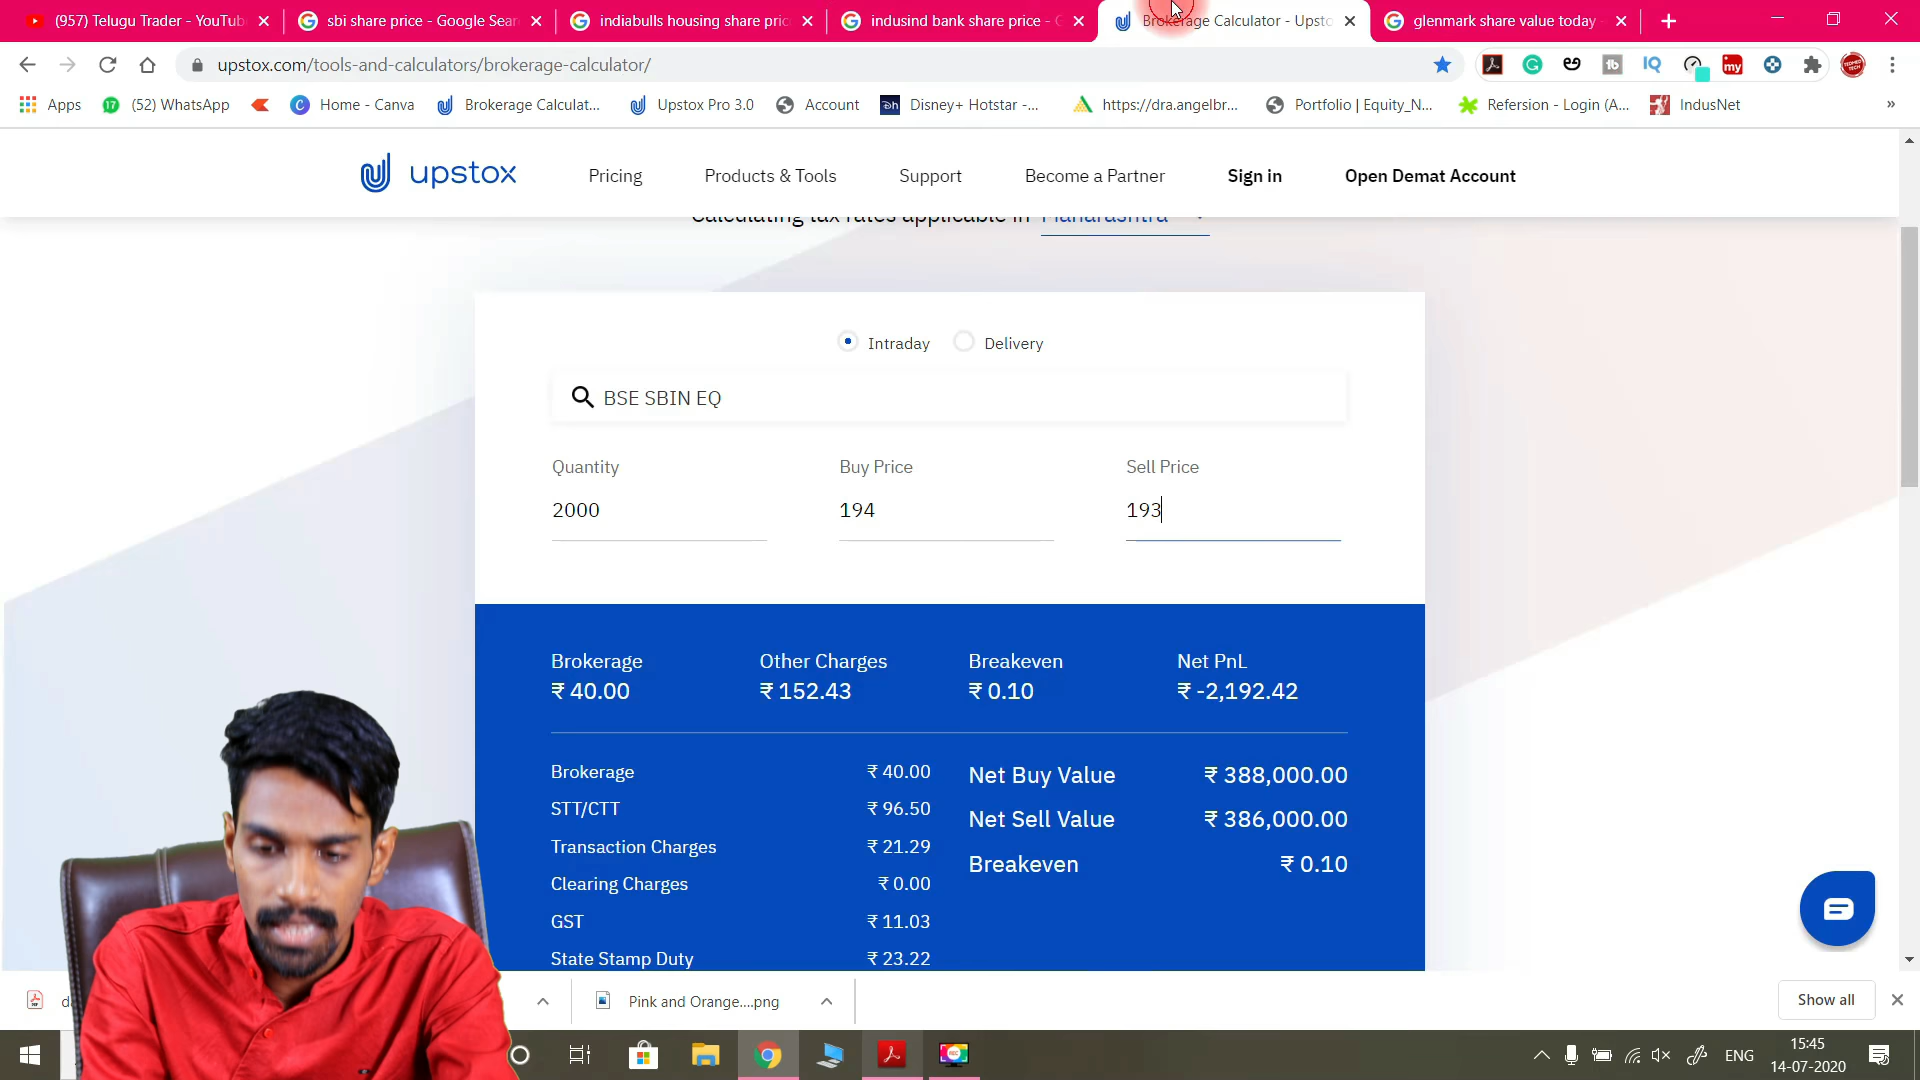 (957) Telugu Trader - YouTub
sbi share price - Google Sear
indiabulls housing share pric
indusind bank share price - G
Brokerage Calculator - Upsto
glenmark share value today
upstox.com/tools-and-calculators/brokerage-calculator/
Apps
(52) WhatsApp
Home - Canva
Brokerage Calculat...
Upstox Pro 3.0
Account
Disney+ Hotstar -...
https://dra.angelbr...
Portfolio | Equity_N...
Refersion - Login (A...
IndusNet
»
upstox
Pricing
Products & Tools
Support
Become a Partner
Sign in
Open Demat Account
Calculating tax rates applicable in Maharashtra
Intraday
Delivery
BSE SBIN EQ
Quantity
Buy Price
Sell Price
2000
194
193
Brokerage
Other Charges
Breakeven
Net PnL
₹ 40.00
₹ 152.43
₹ 0.10
₹ -2,192.42
Brokerage ₹ 40.00
STT/CTT ₹ 96.50
Transaction Charges ₹ 21.29
Clearing Charges ₹ 0.00
GST ₹ 11.03
State Stamp Duty ₹ 23.22
Net Buy Value ₹ 388,000.00
Net Sell Value ₹ 386,000.00
Breakeven ₹ 0.10
Pink and Orange....png
Show all
ENG
15:45
14-07-2020